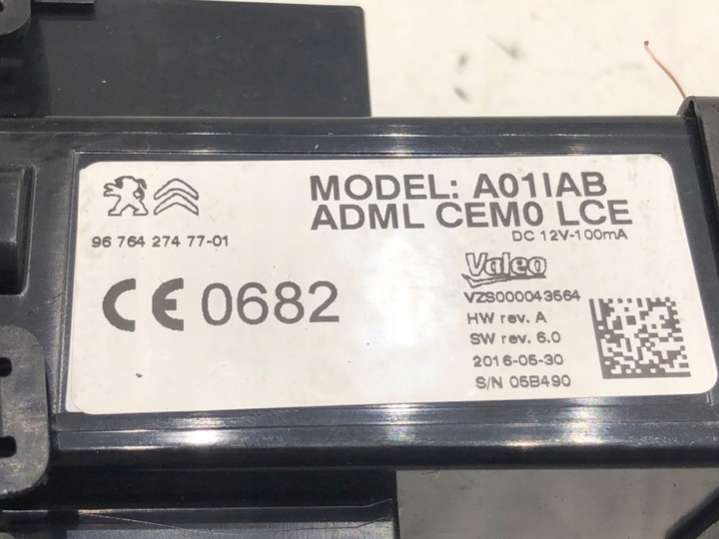 MODEL: A01IAB
ADML CEM0 LCE
DC 12V-100mA
96 764 274 77-01
CE 0682
Valeo
VZS000043564
HW rev. A
SW rev. 6.0
2016-05-30
S/N 05B490